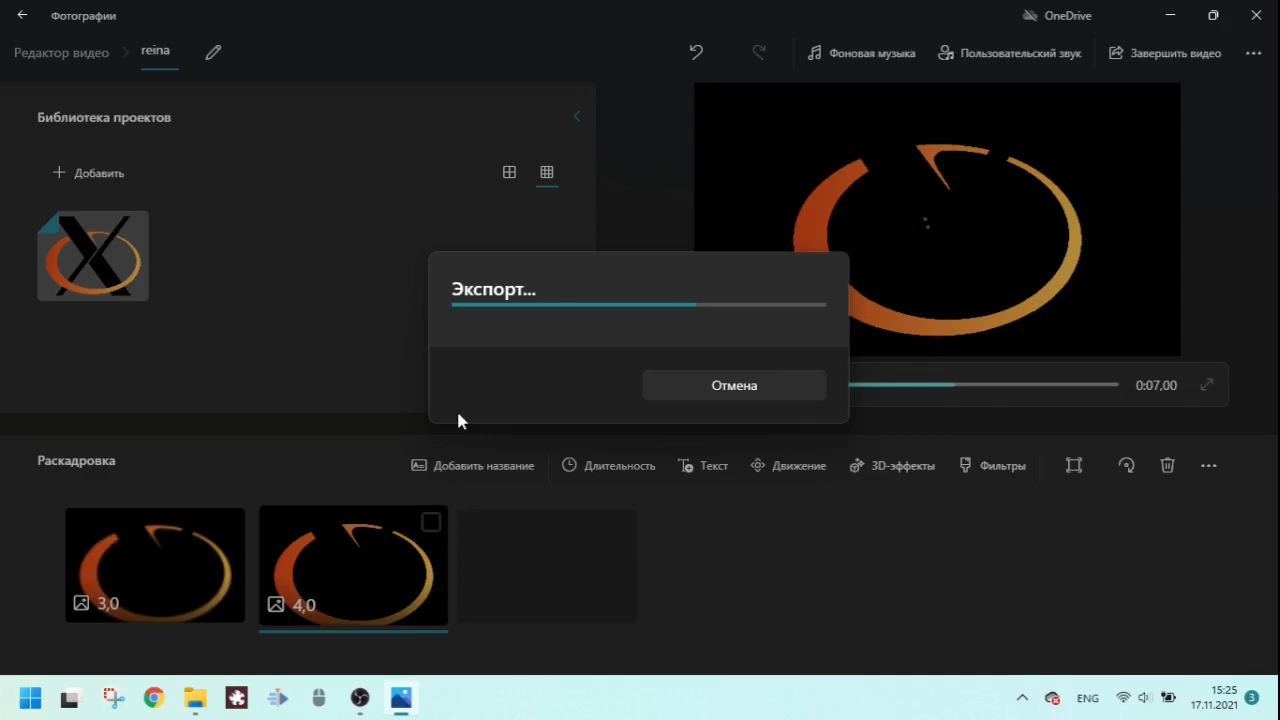 Фотографии
OneDrive
Редактор видео
reina
Фоновая музыка
Пользовательский звук
Завершить видео
Библиотека проектов
Добавить
Экспорт...
Отмена
0:07,00
Раскадровка
Добавить название
Длительность
Текст
Движение
3D-эффекты
Фильтры
3,0
4,0
ENG
15:25
17.11.2021
3